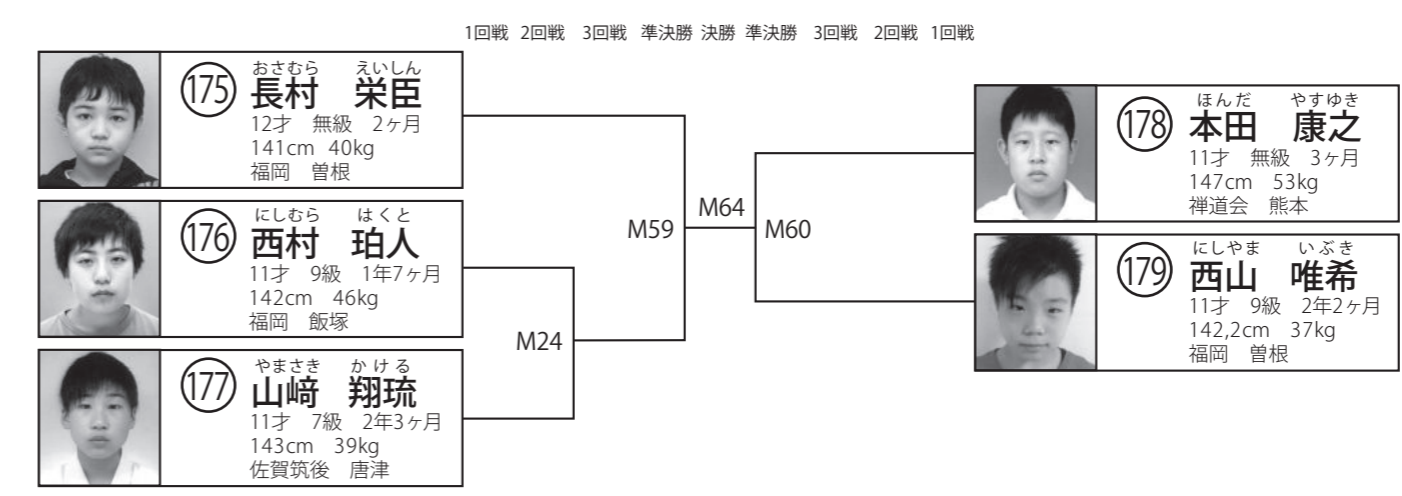 1回戦 2回戦 3回戦 準決勝 決勝 準決勝 3回戦 2回戦 1回戦
175
おさむら えいしん
長村 栄臣
12才 無級 2ヶ月
141cm 40kg
福岡 曽根
176
にしむら はくと
西村 珀人
11才 9級 1年7ヶ月
142cm 46kg
福岡 飯塚
177
やまさき かける
山﨑 翔琉
11才 7級 2年3ヶ月
143cm 39kg
佐賀筑後 唐津
M24
M59
M64
M60
178
ほんだ やすゆき
本田 康之
11才 無級 3ヶ月
147cm 53kg
禅道会 熊本
179
にしやま いぶき
西山 唯希
11才 9級 2年2ヶ月
142,2cm 37kg
福岡 曽根